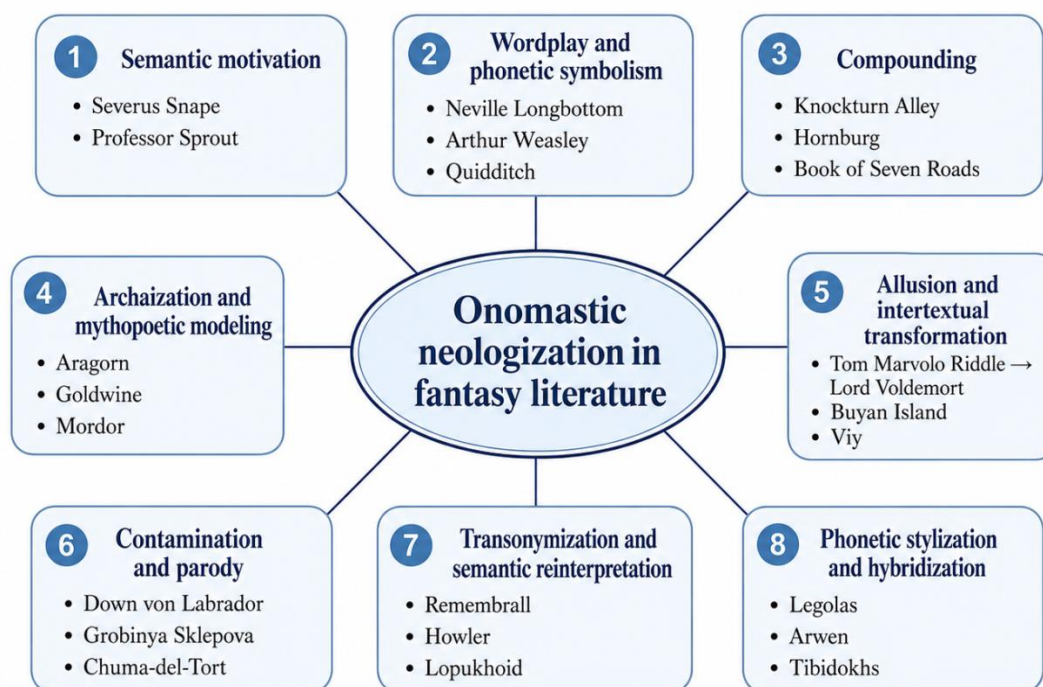 1 Semantic motivation
• Severus Snape
• Professor Sprout
2 Wordplay and
phonetic symbolism
• Neville Longbottom
• Arthur Weasley
• Quidditch
3 Compounding
• Knockturn Alley
• Hornburg
• Book of Seven Roads
4 Archaization and
mythopoetic modeling
• Aragorn
• Goldwine
• Mordor
Onomastic
neologization in
fantasy literature
5 Allusion and
intertextual
transformation
• Tom Marvolo Riddle →
Lord Voldemort
• Buyan Island
• Viy
6 Contamination
and parody
• Down von Labrador
• Grobinya Sklepova
• Chuma-del-Tort
7 Transonymization and
semantic reinterpretation
• Remembrall
• Howler
• Lopukhoid
8 Phonetic stylization
and hybridization
• Legolas
• Arwen
• Tibidokhs